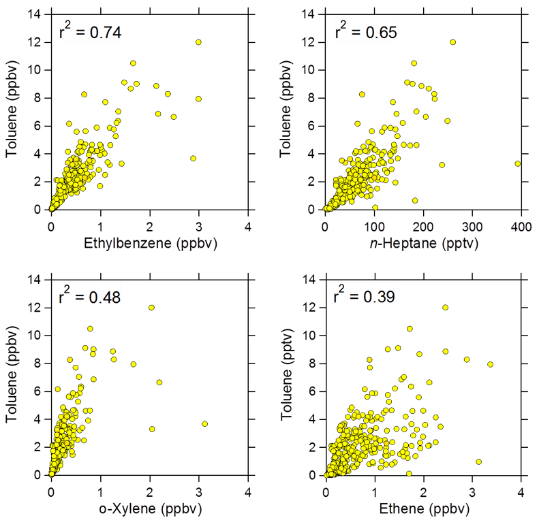 r² = 0.74
Toluene (ppbv)
14
12
10
8
6
4
2
0
0 1 2 3 4
Ethylbenzene (ppbv)
r² = 0.65
Toluene (ppbv)
14
12
10
8
6
4
2
0
0 100 200 300 400
n-Heptane (pptv)
r² = 0.48
Toluene (ppbv)
14
12
10
8
6
4
2
0
0 1 2 3 4
o-Xylene (ppbv)
r² = 0.39
Toluene (pptv)
14
12
10
8
6
4
2
0
0 1 2 3 4
Ethene (ppbv)